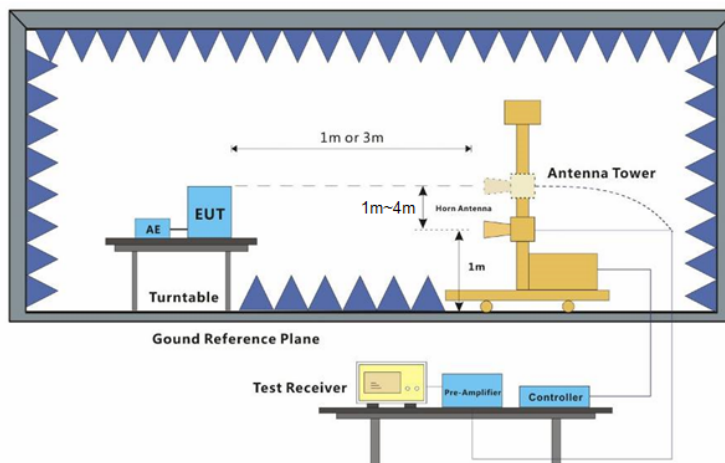 1m or 3m
Antenna Tower
EUT
1m~4m
Horn Antenna
AE
1m
Turntable
Gound Reference Plane
Test Receiver
Pre-Amplifier
Controller